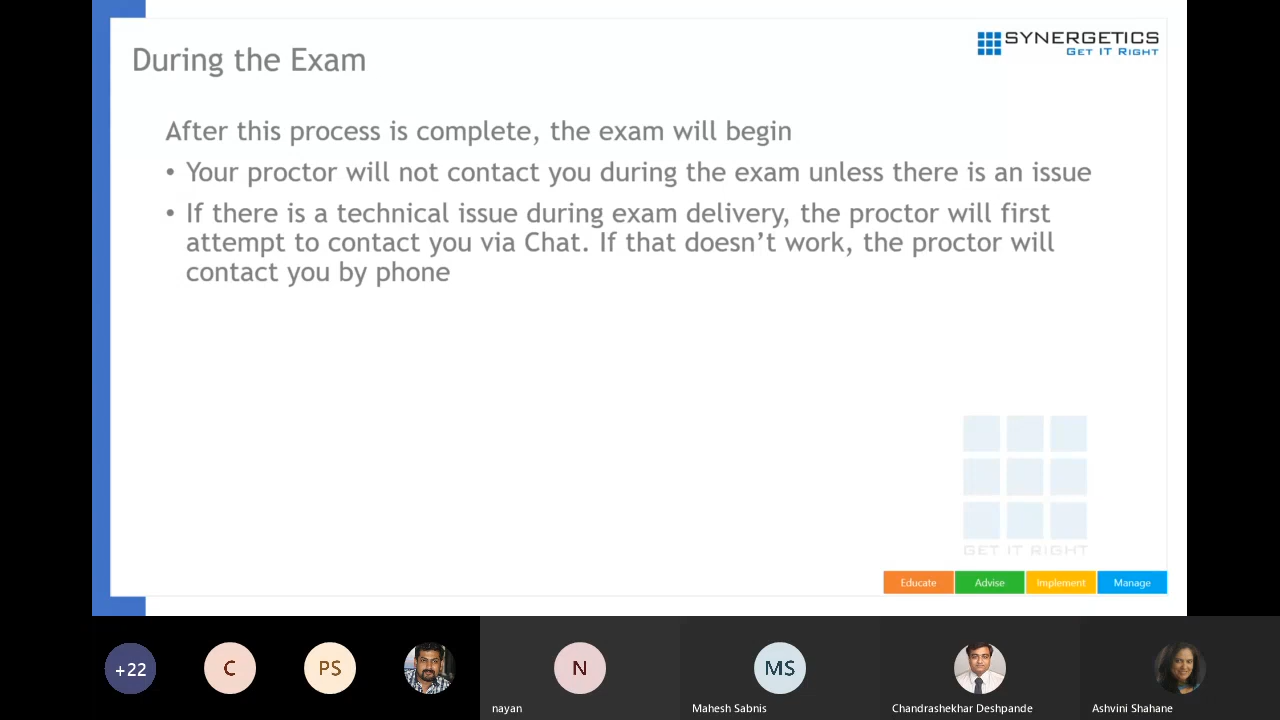 SYNERGETICS
GET IT RIGHT
During the Exam
After this process is complete, the exam will begin
• Your proctor will not contact you during the exam unless there is an issue
• If there is a technical issue during exam delivery, the proctor will first
attempt to contact you via Chat. If that doesn’t work, the proctor will
contact you by phone
GET IT RIGHT
Educate Advise Implement Manage
+22 C PS N MS
nayan Mahesh Sabnis Chandrashekhar Deshpande Ashvini Shahane